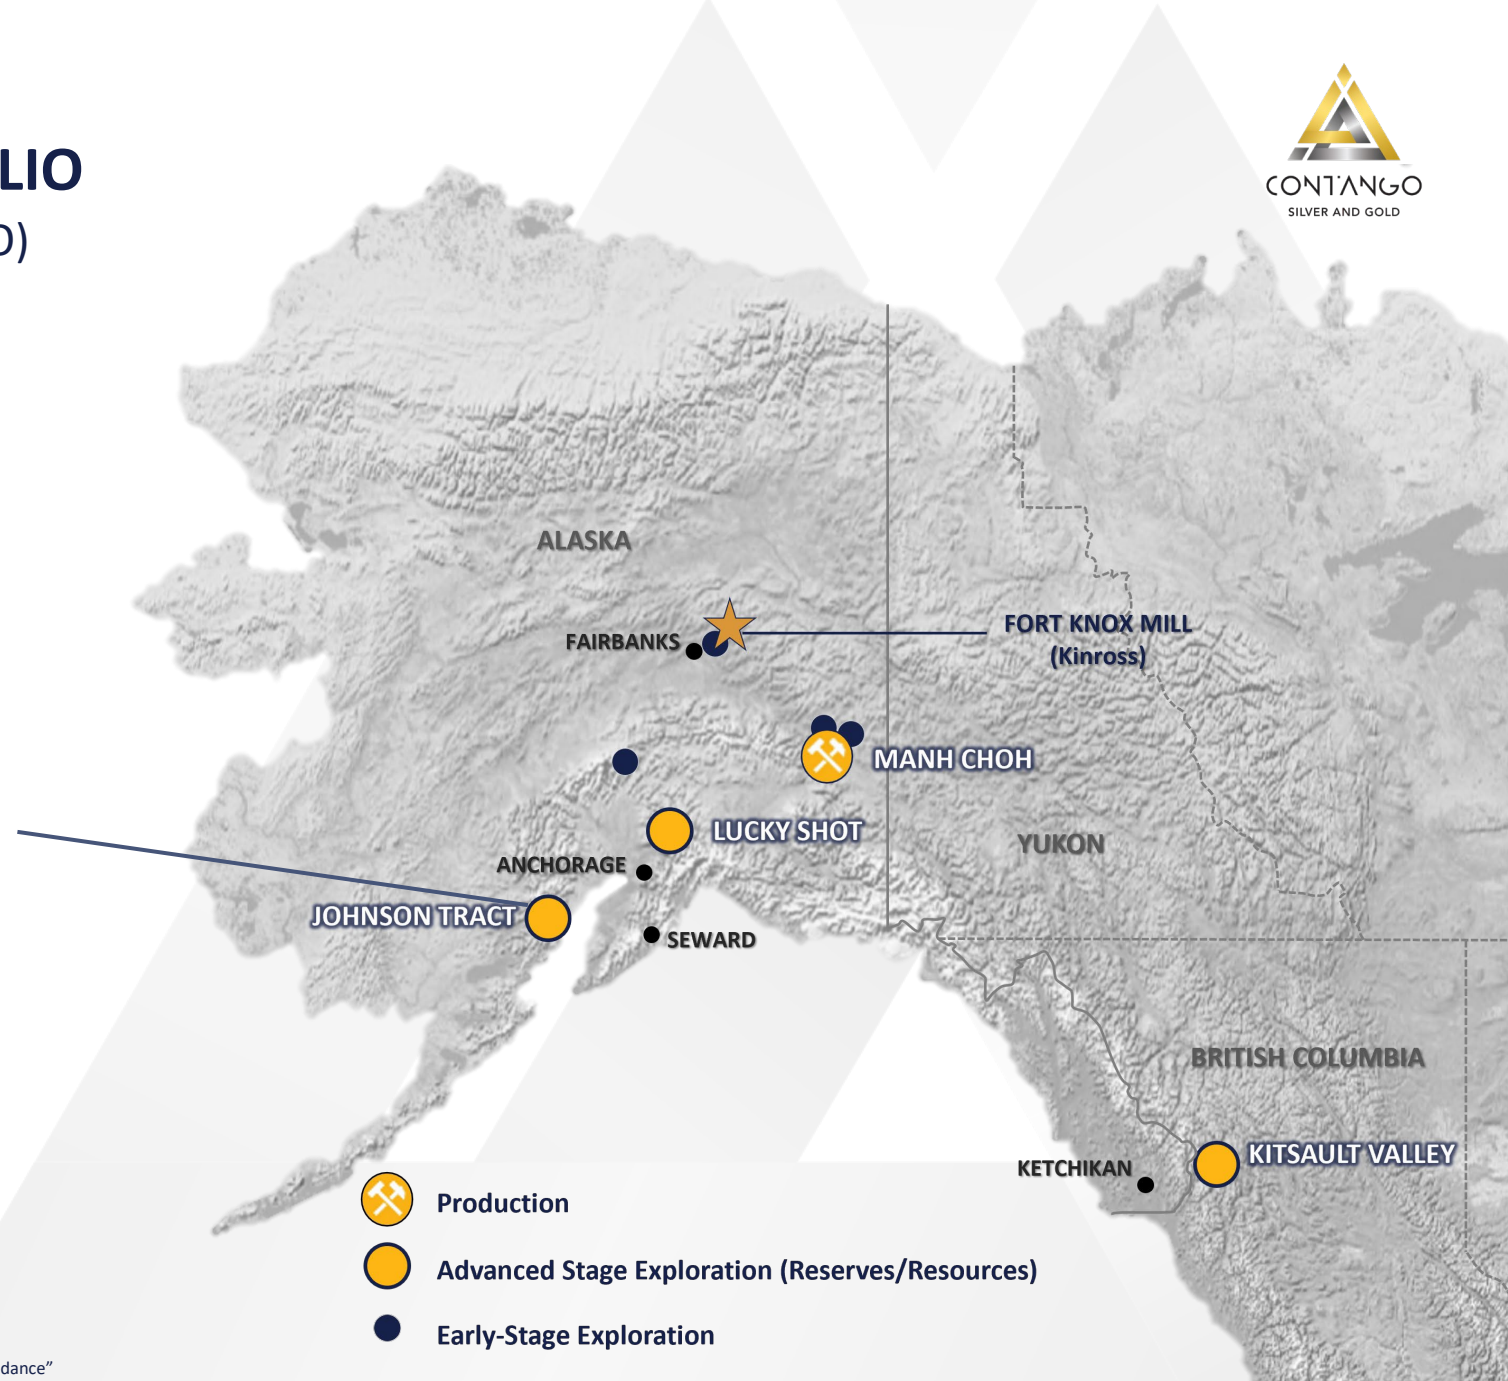 LIO
O)
CONTANGO
SILVER AND GOLD
ALASKA
FAIRBANKS
FORT KNOX MILL
(Kinross)
MANH CHOH
LUCKY SHOT
YUKON
ANCHORAGE
JOHNSON TRACT
SEWARD
BRITISH COLUMBIA
KITSAULT VALLEY
KETCHIKAN
Production
Advanced Stage Exploration (Reserves/Resources)
Early-Stage Exploration
dance”